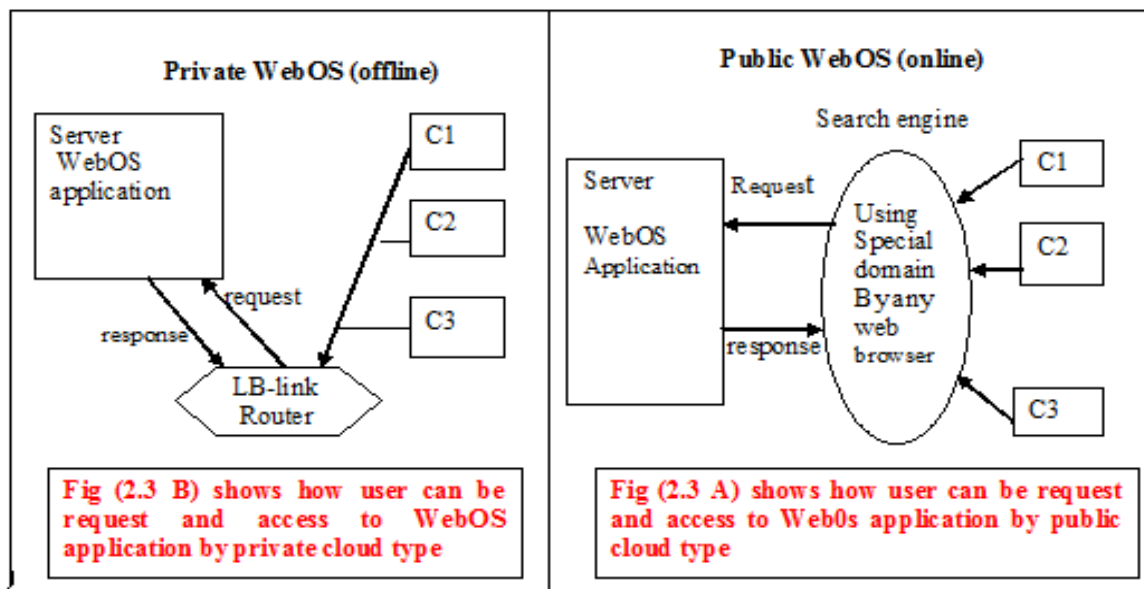 Private WebOS (offline)
Server
WebOS
application
C1
C2
C3
request
response
LB-link
Router
Fig (2.3 B) shows how user can be
request and access to WebOS
application by private cloud type
Public WebOS (online)
Search engine
Server
WebOS
Application
Request
response
Using
Special
domain
By any
web
browser
C1
C2
C3
Fig (2.3 A) shows how user can be request
and access to Web0s application by public
cloud type